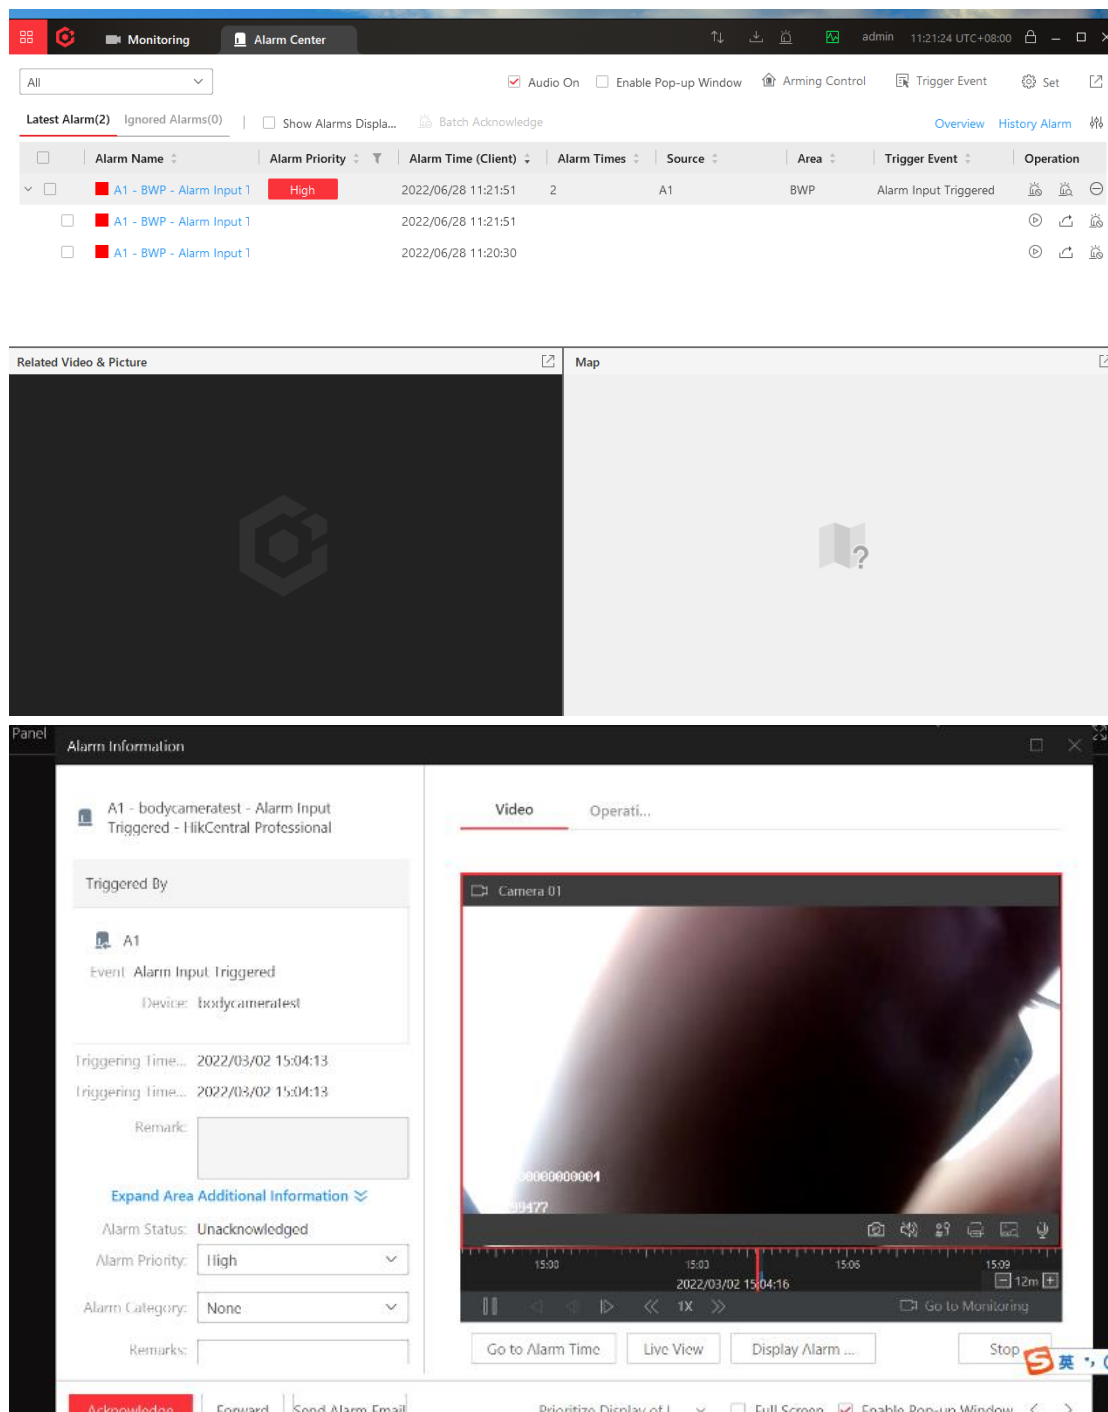 Monitoring
Alarm Center
admin
11:21:24 UTC+08:00
All
Audio On
Enable Pop-up Window
Arming Control
Trigger Event
Set
Latest Alarm(2)
Ignored Alarms(0)
Show Alarms Displa...
Batch Acknowledge
Overview
History Alarm
Alarm Name
Alarm Priority
Alarm Time (Client)
Alarm Times
Source
Area
Trigger Event
Operation
A1 - BWP - Alarm Input T
High
2022/06/28 11:21:51
2
A1
BWP
Alarm Input Triggered
A1 - BWP - Alarm Input T
2022/06/28 11:21:51
A1 - BWP - Alarm Input T
2022/06/28 11:20:30
Related Video & Picture
Map
Panel
Alarm Information
A1 - bodycameratest - Alarm Input
Triggered - HikCentral Professional
Triggered By
A1
Event Alarm Input Triggered
Device: bodycameratest
Triggering Time... 2022/03/02 15:04:13
Triggering Time... 2022/03/02 15:04:13
Remark:
Expand Area Additional Information
Alarm Status: Unacknowledged
Alarm Priority: High
Alarm Category: None
Remarks:
Video
Operati...
Camera 01
15:00
15:03
15:06
15:09
2022/03/02 15:04:16
12m
1X
Go to Monitoring
Go to Alarm Time
Live View
Display Alarm ...
Stop
英
Acknowledge
Forward
Send Alarm Email
Prioritize Display of
Full Screen
Enable Pop-up Window